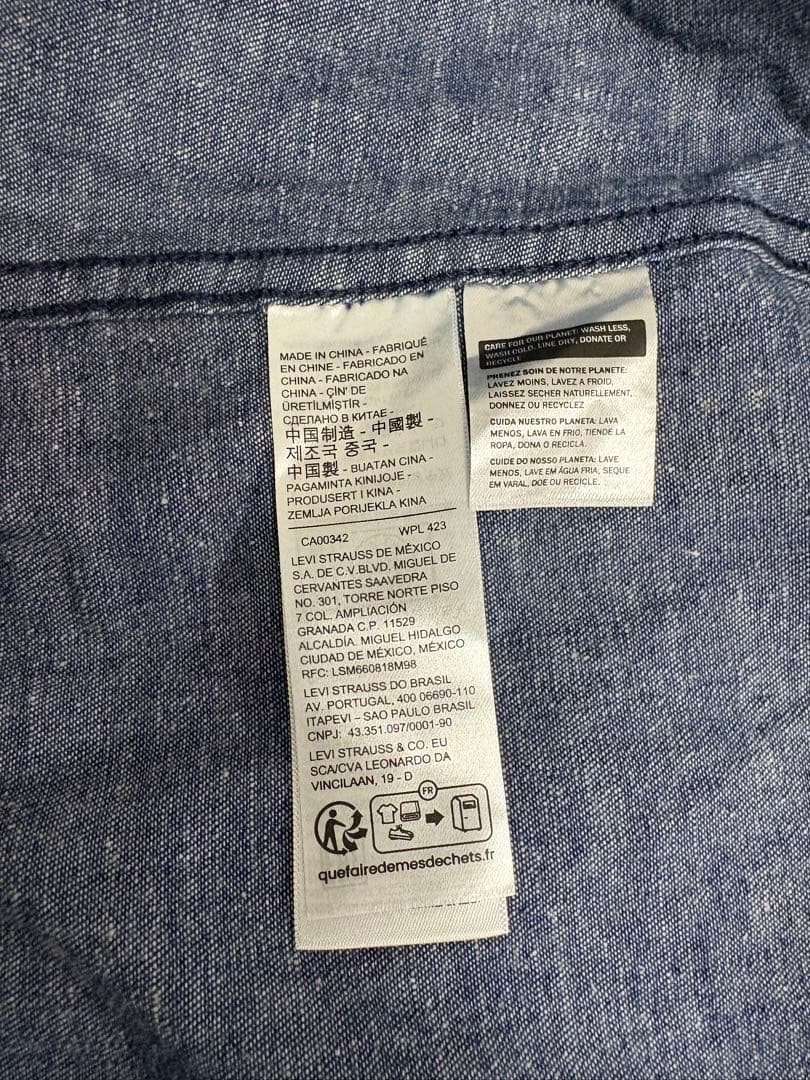 MADE IN CHINA - FABRIQUÉ
EN CHINE - FABRICADO EN
CHINA - FABRICADO NA
CHINA - ÇİN' DE
ÜRETİLMİŞTİR -
СДЕЛАНО В КИТАЕ -
中国制造 - 中國製 -
제조국 중국 -
中国製 - BUATAN CINA -
PAGAMINTA KINIJOJE -
PRODUSERT I KINA -
ZEMLJA PORIJEKLA KINA
CA00342 WPL 423
LEVI STRAUSS DE MÉXICO
S.A. DE C.V.BLVD. MIGUEL DE
CERVANTES SAAVEDRA
NO. 301, TORRE NORTE PISO
7 COL. AMPLIACIÓN
GRANADA C.P. 11529
ALCALDÍA. MIGUEL HIDALGO
CIUDAD DE MÉXICO, MÉXICO
RFC: LSM660818M98
LEVI STRAUSS DO BRASIL
AV. PORTUGAL, 400 06690-110
ITAPEVI – SAO PAULO BRASIL
CNPJ: 43.351.097/0001-90
LEVI STRAUSS & CO. EU
SCA/CVA LEONARDO DA
VINCILAAN, 19 - D
FR
quefairedemesdechets.fr
CARE FOR OUR PLANET: WASH LESS,
WASH COLD, LINE DRY, DONATE OR
RECYCLE
PRENEZ SOIN DE NOTRE PLANETE:
LAVEZ MOINS, LAVEZ A FROID,
LAISSEZ SECHER NATURELLEMENT,
DONNEZ OU RECYCLEZ
CUIDA NUESTRO PLANETA: LAVA
MENOS, LAVA EN FRIO, TIENDE LA
ROPA, DONA O RECICLA.
CUIDE DO NOSSO PLANETA: LAVE
MENOS, LAVE EM ÁGUA FRIA, SEQUE
EM VARAL, DOE OU RECICLE.